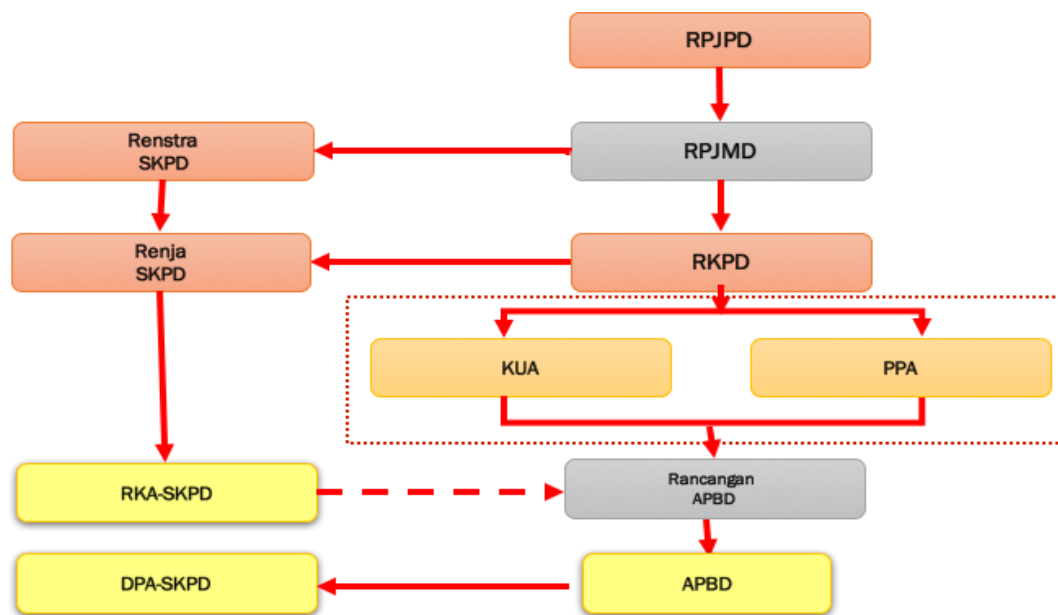 RPJPD
Renstra
SKPD
RPJMD
Renja
SKPD
RKPD
KUA
PPA
RKA-SKPD
Rancangan
APBD
DPA-SKPD
APBD